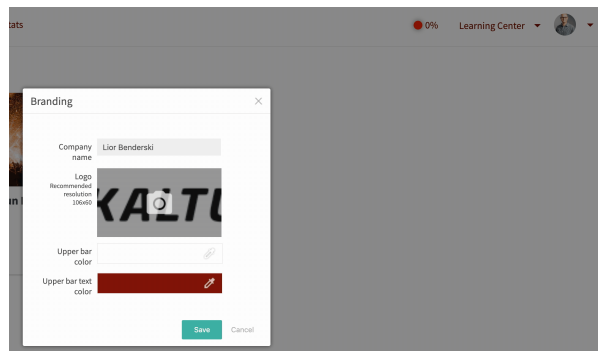 tats
0% Learning Center
Branding
Company name
Lior Benderski
Logo
Recommended
resolution
106x60
KALTU
Upper bar
color
Upper bar text
color
Save Cancel